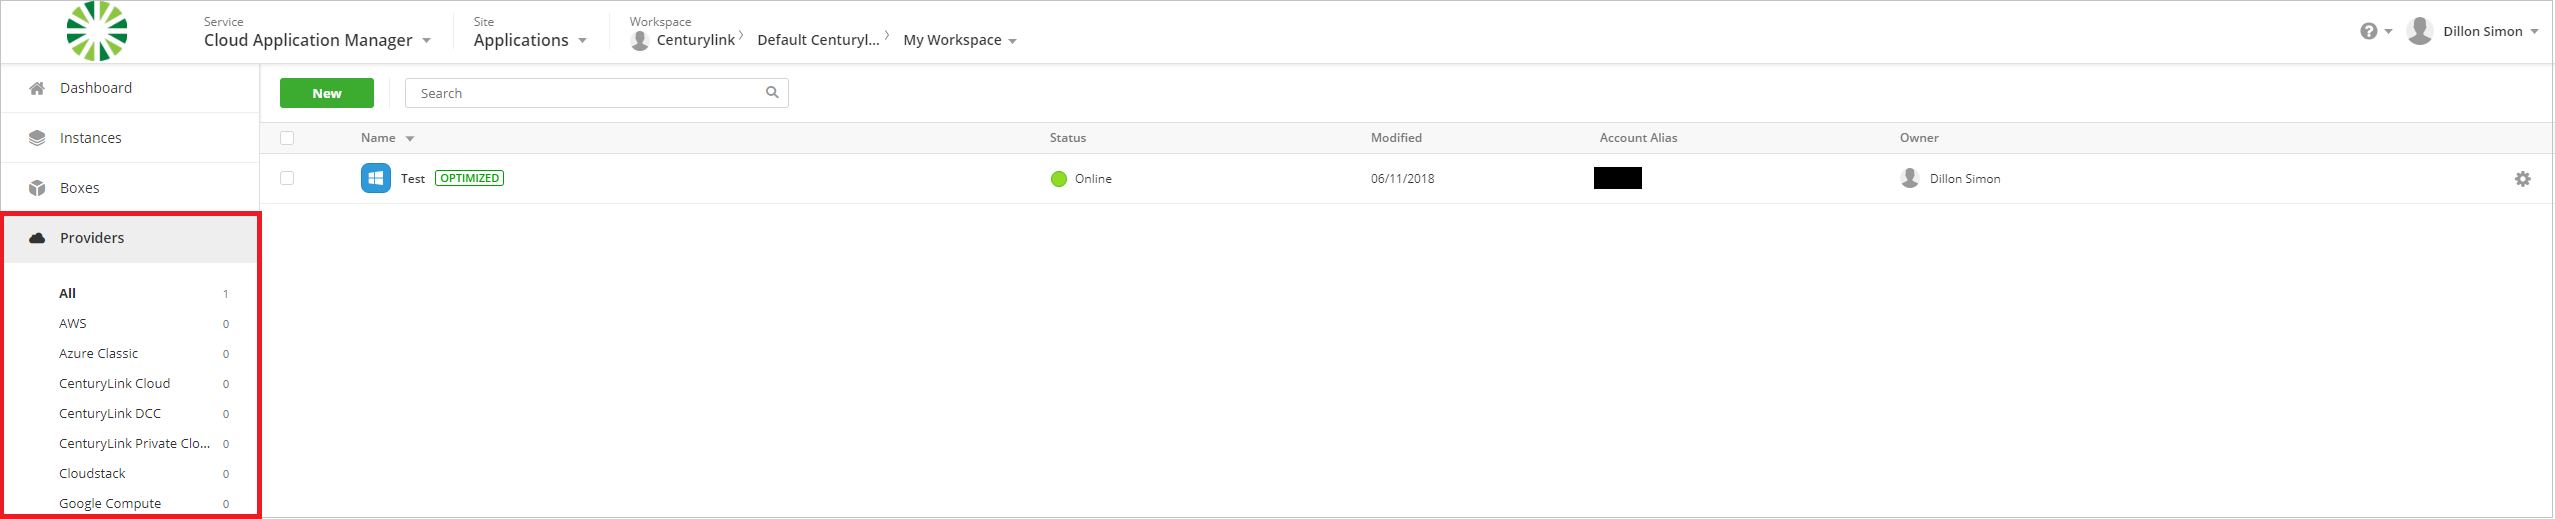 Service
Cloud Application Manager
Site
Applications
Workspace
Centurylink
Default Centuryl...
My Workspace
?
Dillon Simon
Dashboard
Instances
Boxes
Providers
All 1
AWS 0
Azure Classic 0
CenturyLink Cloud 0
CenturyLink DCC 0
CenturyLink Private Clo... 0
Cloudstack 0
Google Compute 0
New
Search
Name Status Modified Account Alias Owner
Test OPTIMIZED Online 06/11/2018 Dillon Simon